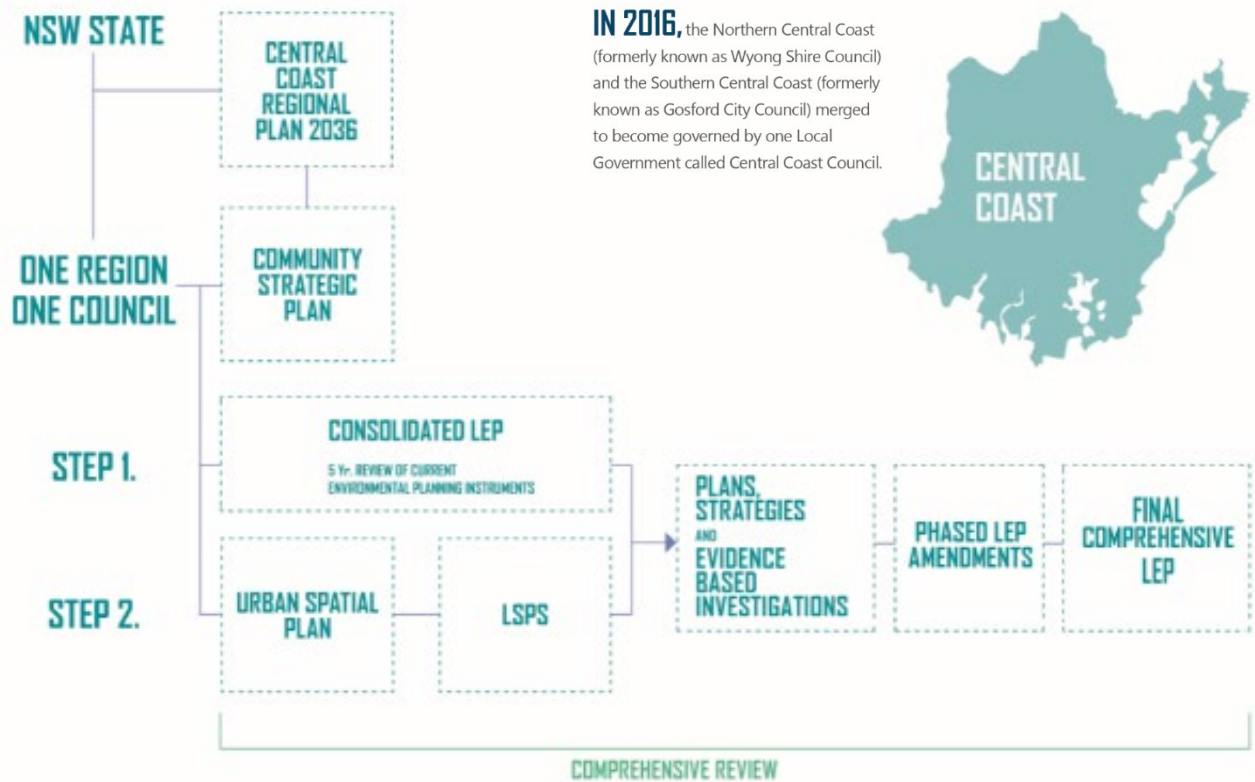 NSW STATE
CENTRAL
COAST
REGIONAL
PLAN 2036
IN 2016, the Northern Central Coast
(formerly known as Wyong Shire Council)
and the Southern Central Coast (formerly
known as Gosford City Council) merged
to become governed by one Local
Government called Central Coast Council.
CENTRAL
COAST
ONE REGION
ONE COUNCIL
COMMUNITY
STRATEGIC
PLAN
STEP 1.
CONSOLIDATED LEP
5 Yr. REVIEW OF CURRENT
ENVIRONMENTAL PLANNING INSTRUMENTS
STEP 2.
URBAN SPATIAL
PLAN
LSPS
PLANS,
STRATEGIES
AND
EVIDENCE
BASED
INVESTIGATIONS
PHASED LEP
AMENDMENTS
FINAL
COMPREHENSIVE
LEP
COMPREHENSIVE REVIEW